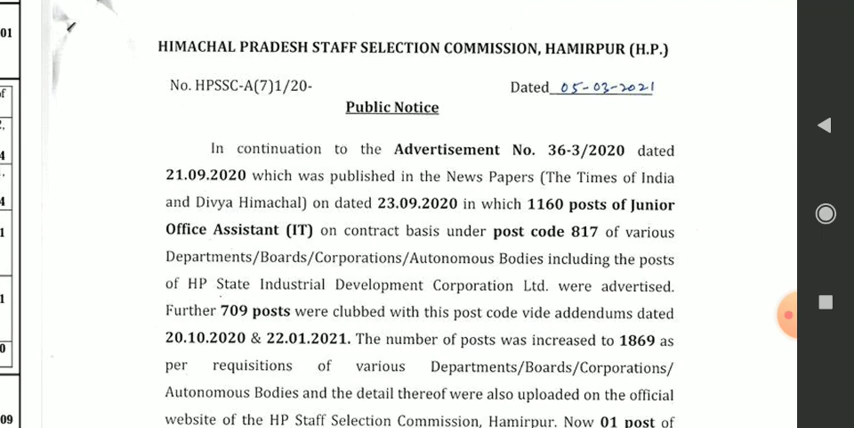 01
4
4
1
1
0
09
HIMACHAL PRADESH STAFF SELECTION COMMISSION, HAMIRPUR (H.P.)
No. HPSSC-A(7)1/20- Dated 05-03-2021
Public Notice
In continuation to the Advertisement No. 36-3/2020 dated
21.09.2020 which was published in the News Papers (The Times of India
and Divya Himachal) on dated 23.09.2020 in which 1160 posts of Junior
Office Assistant (IT) on contract basis under post code 817 of various
Departments/Boards/Corporations/Autonomous Bodies including the posts
of HP State Industrial Development Corporation Ltd. were advertised.
Further 709 posts were clubbed with this post code vide addendums dated
20.10.2020 & 22.01.2021. The number of posts was increased to 1869 as
per requisitions of various Departments/Boards/Corporations/
Autonomous Bodies and the detail thereof were also uploaded on the official
website of the HP Staff Selection Commission, Hamirpur. Now 01 post of